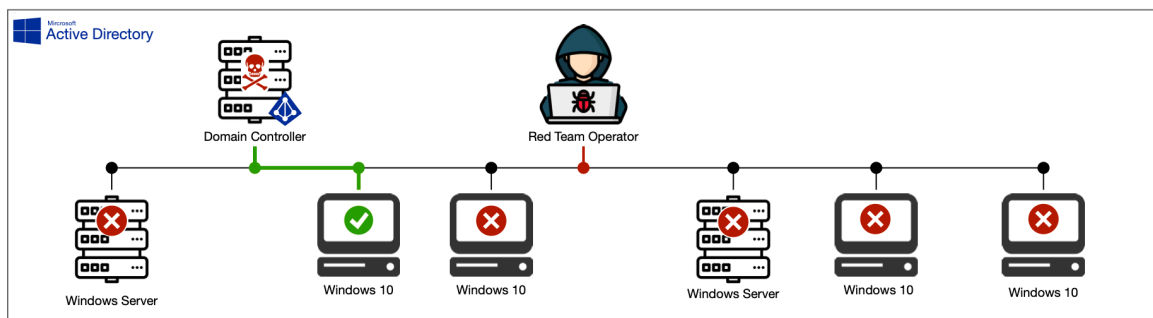 Mircrosoft
Active Directory
Domain Controller
Red Team Operator
Windows Server
Windows 10
Windows 10
Windows Server
Windows 10
Windows 10